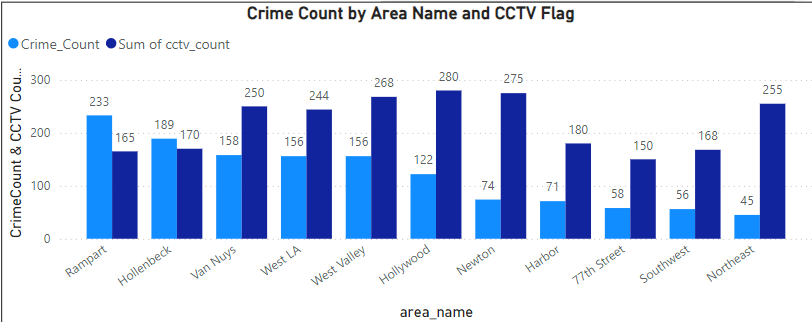 Crime Count by Area Name and CCTV Flag
Crime_Count Sum of cctv_count
CrimeCount & CCTV Cou...
300
200
100
0
233 165
189 170
158 250
156 244
156 268
122 280
74 275
71 180
58 150
56 168
45 255
Rampart
Hollenbeck
Van Nuys
West LA
West Valley
Hollywood
Newton
Harbor
77th Street
Southwest
Northeast
area_name